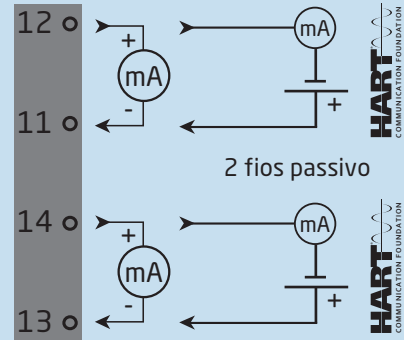 12
+
mA
-
11
mA
+
HART
COMMUNICATION FOUNDATION
2 fios passivo
14
+
mA
-
13
mA
+
HART
COMMUNICATION FOUNDATION